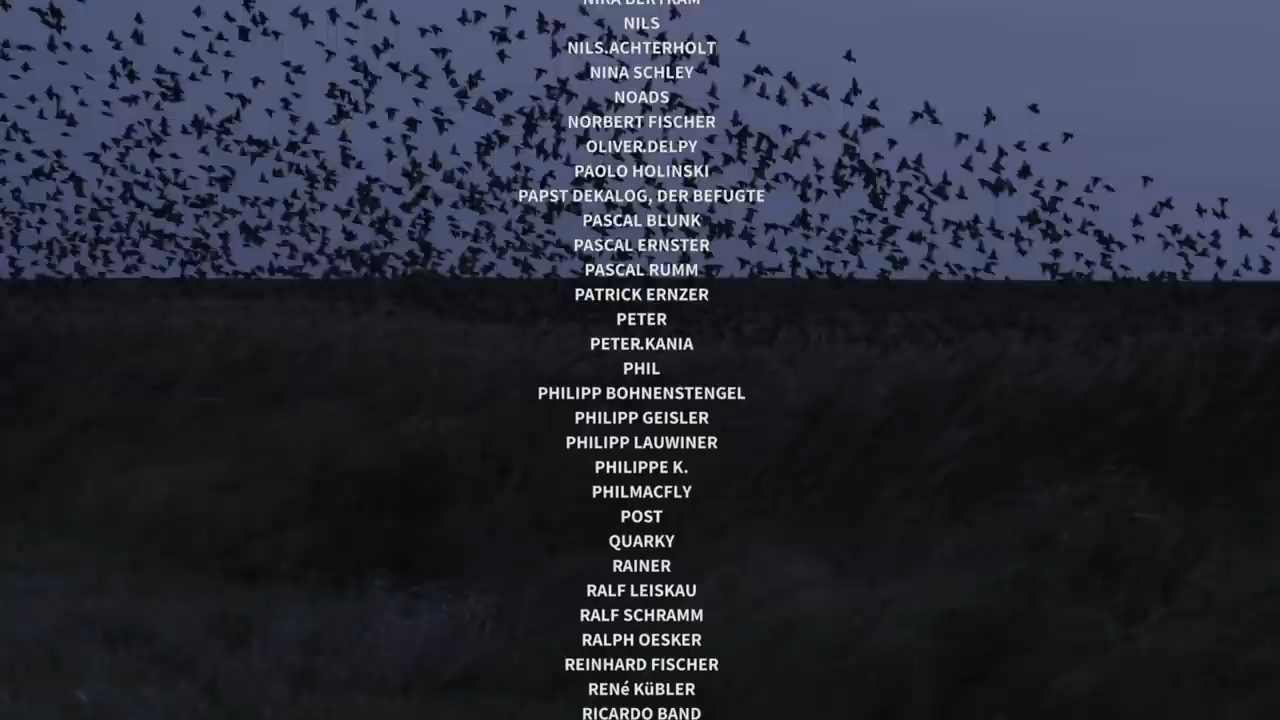 NIRA BERTRAM
NILS
NILS.ACHTERHOLT
NINA SCHLEY
NOADS
NORBERT FISCHER
OLIVER.DELPY
PAOLO HOLINSKI
PAPST DEKALOG, DER BEFUGTE
PASCAL BLUNK
PASCAL ERNSTER
PASCAL RUMM
PATRICK ERNZER
PETER
PETER.KANIA
PHIL
PHILIPP BOHNENSTENGEL
PHILIPP GEISLER
PHILIPP LAUWINER
PHILIPPE K.
PHILMACFLY
POST
QUARKY
RAINER
RALF LEISKAU
RALF SCHRAMM
RALPH OESKER
REINHARD FISCHER
RENé KüBLER
RICARDO BAND